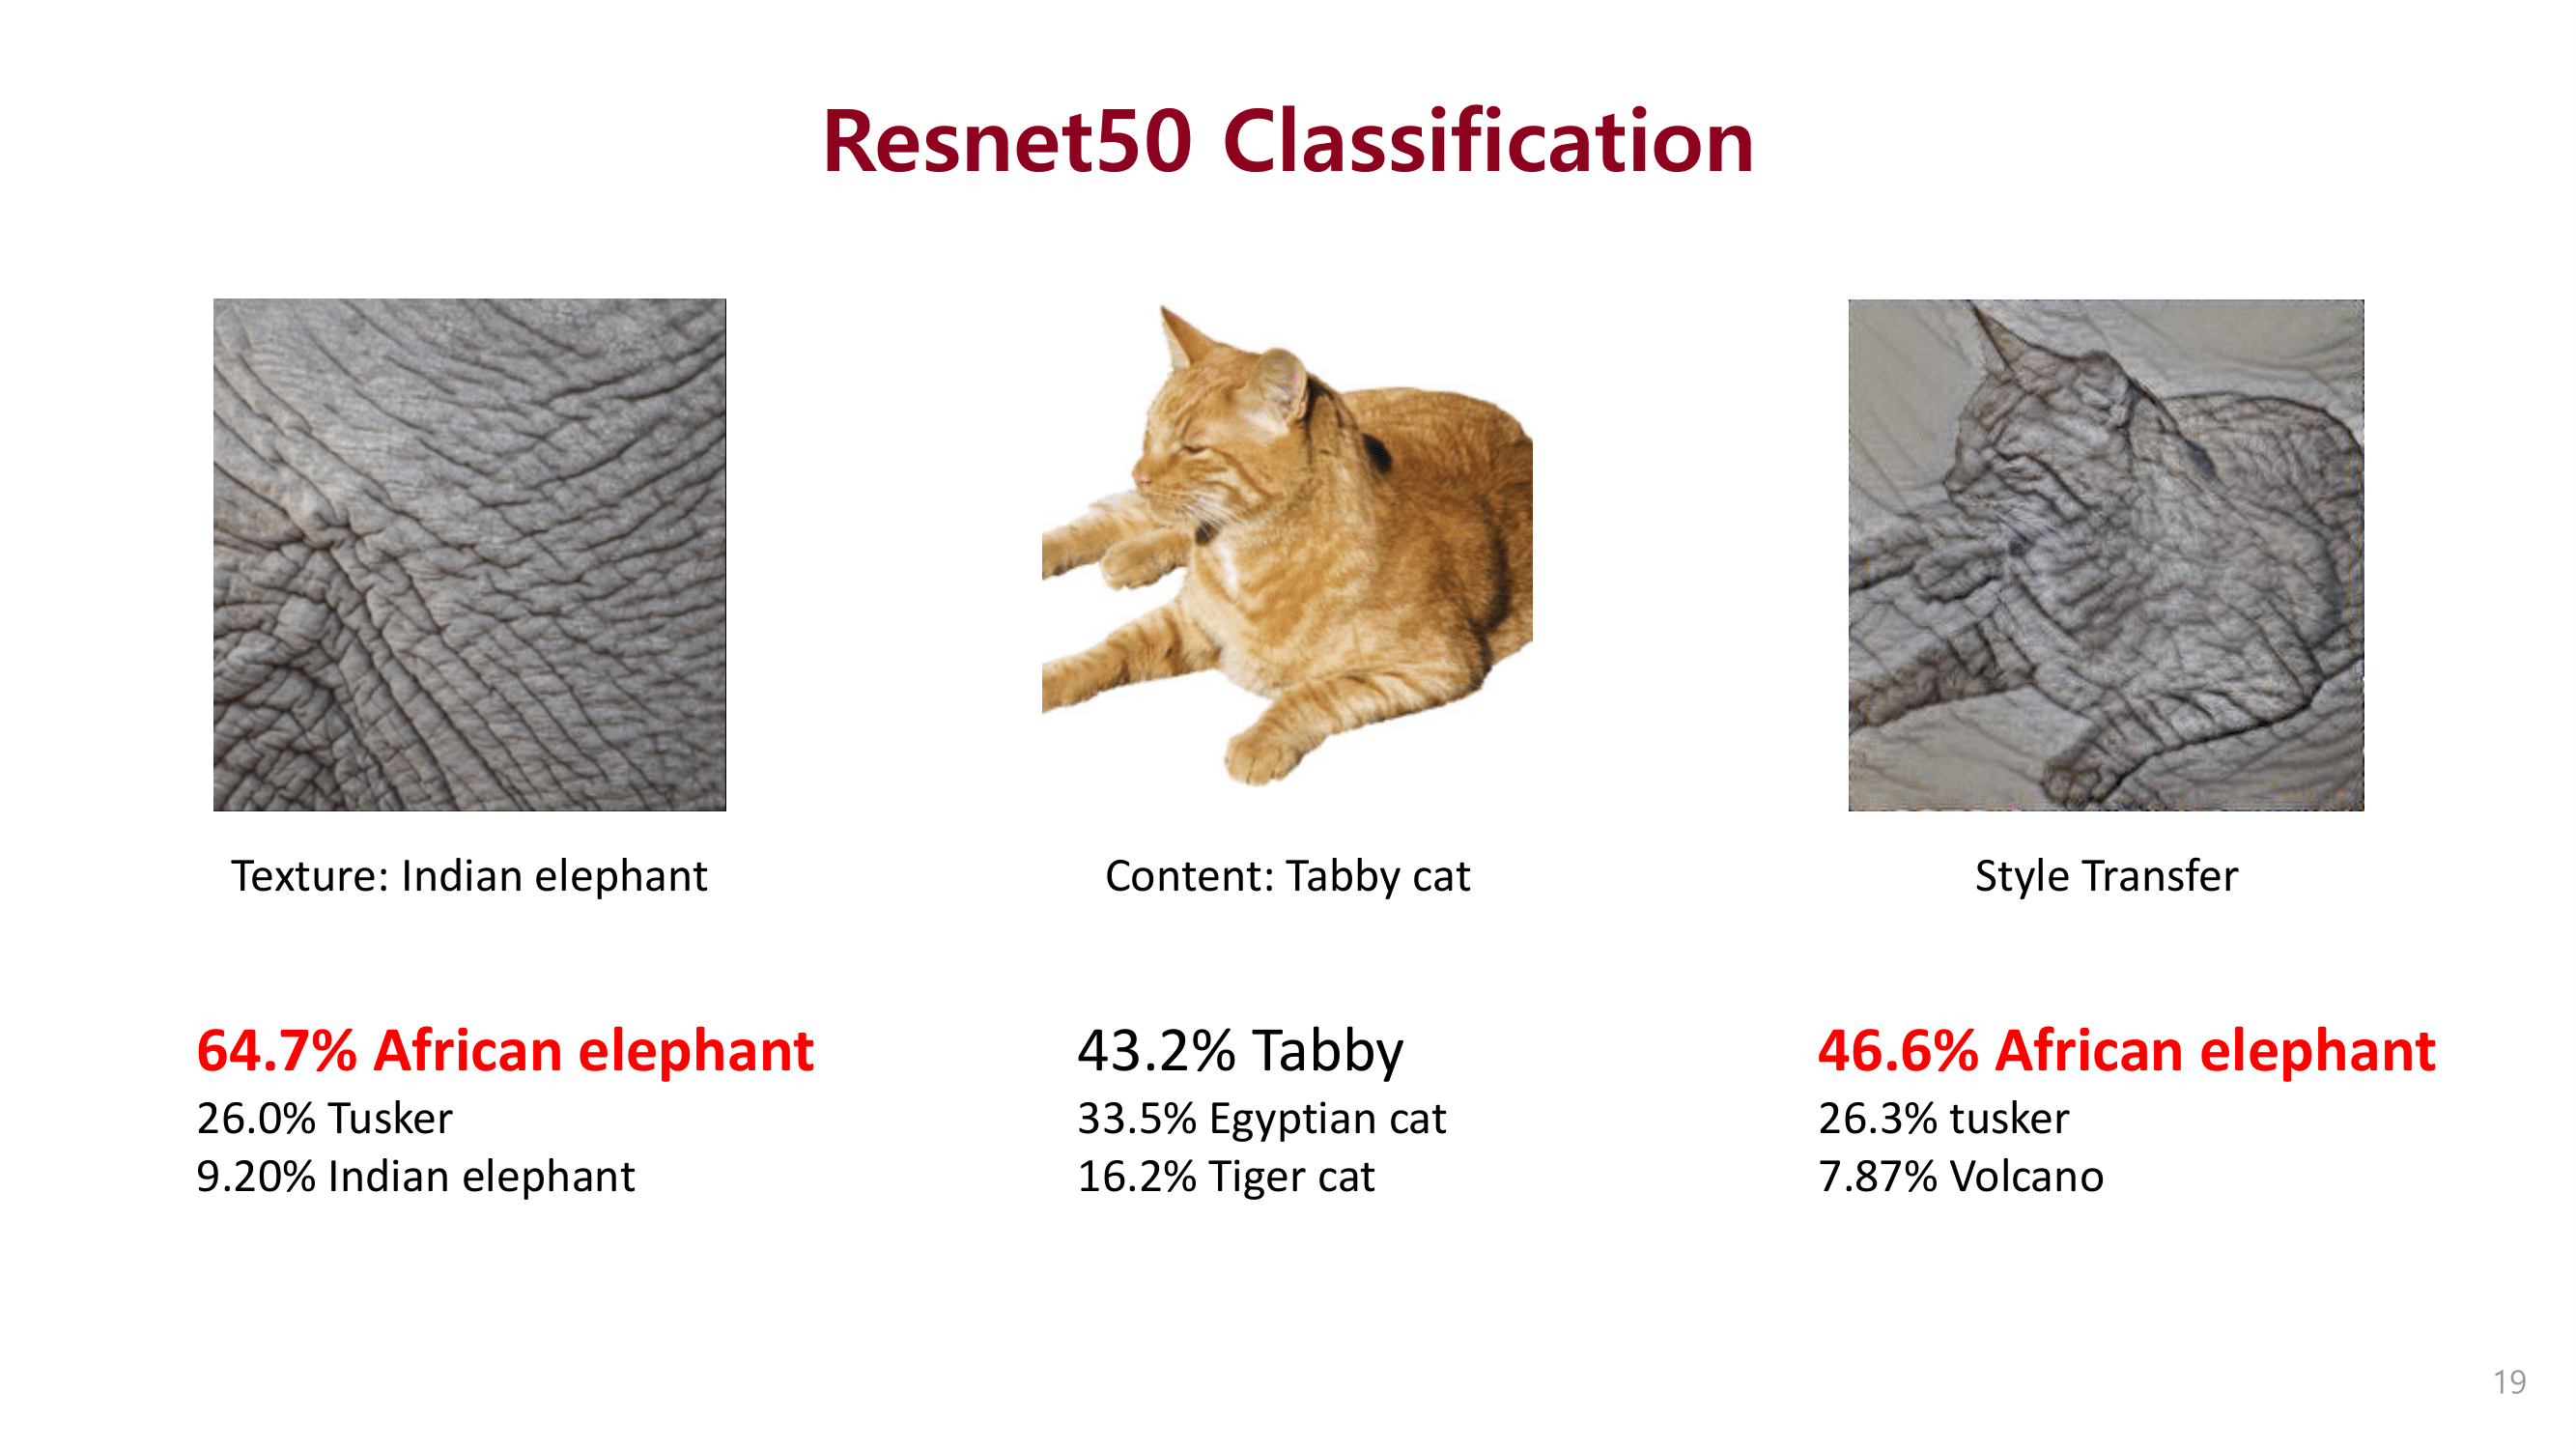 Resnet50 Classification
Texture: Indian elephant
Content: Tabby cat
Style Transfer
64.7% African elephant
26.0% Tusker
9.20% Indian elephant
43.2% Tabby
33.5% Egyptian cat
16.2% Tiger cat
46.6% African elephant
26.3% tusker
7.87% Volcano
19